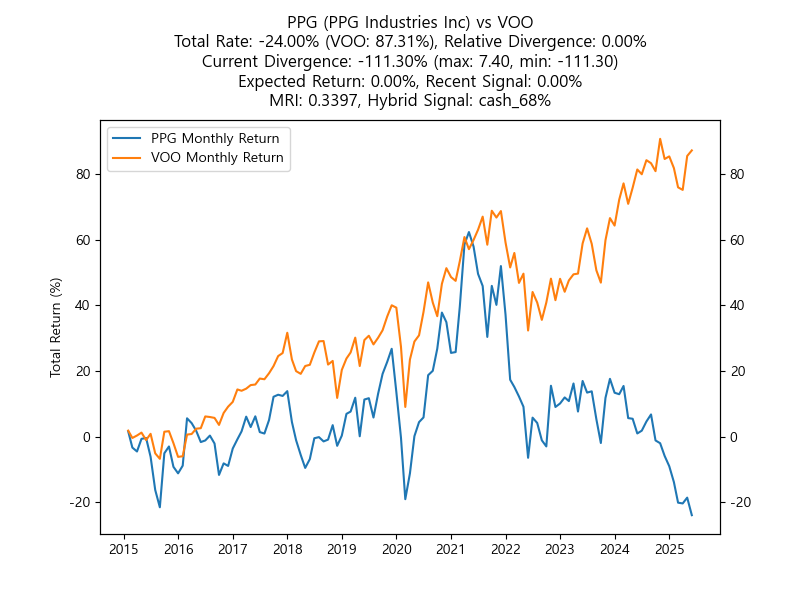 PPG (PPG Industries Inc) vs VOO
Total Rate: -24.00% (VOO: 87.31%), Relative Divergence: 0.00%
Current Divergence: -111.30% (max: 7.40, min: -111.30)
Expected Return: 0.00%, Recent Signal: 0.00%
MRI: 0.3397, Hybrid Signal: cash_68%
PPG Monthly Return
VOO Monthly Return
Total Return (%)
80 80
60 60
40 40
20 20
0 0
-20 -20
2015 2016 2017 2018 2019 2020 2021 2022 2023 2024 2025